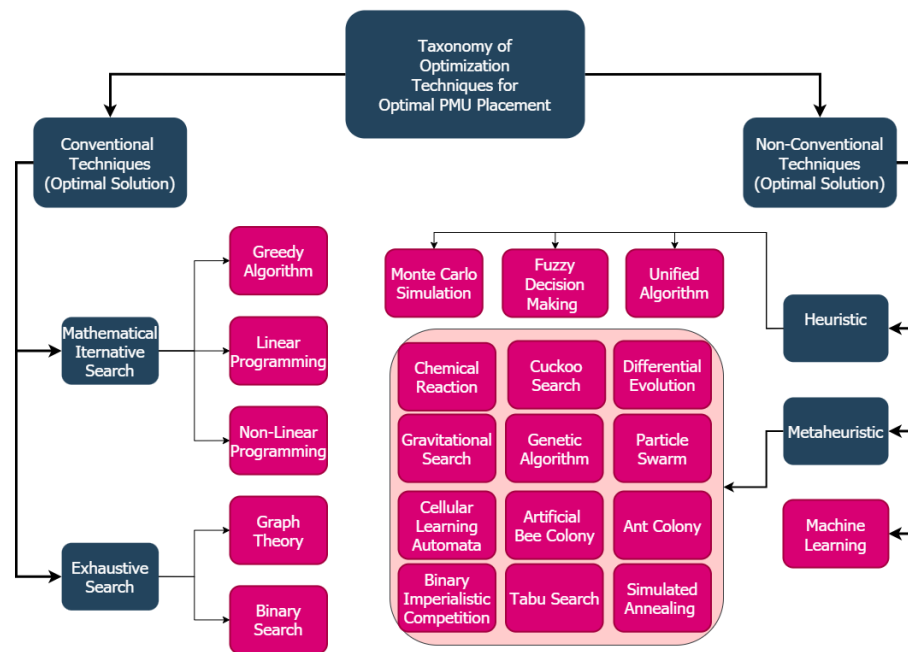 Taxonomy of
Optimization
Techniques for
Optimal PMU Placement
Conventional
Techniques
(Optimal Solution)
Non-Conventional
Techniques
(Optimal Solution)
Greedy
Algorithm
Mathematical
Iternative
Search
Linear
Programming
Non-Linear
Programming
Graph
Theory
Exhaustive
Search
Binary
Search
Monte Carlo
Simulation
Fuzzy
Decision
Making
Unified
Algorithm
Heuristic
Chemical
Reaction
Cuckoo
Search
Differential
Evolution
Gravitational
Search
Genetic
Algorithm
Particle
Swarm
Metaheuristic
Cellular
Learning
Automata
Artificial
Bee Colony
Ant Colony
Machine
Learning
Binary
Imperialistic
Competition
Tabu Search
Simulated
Annealing